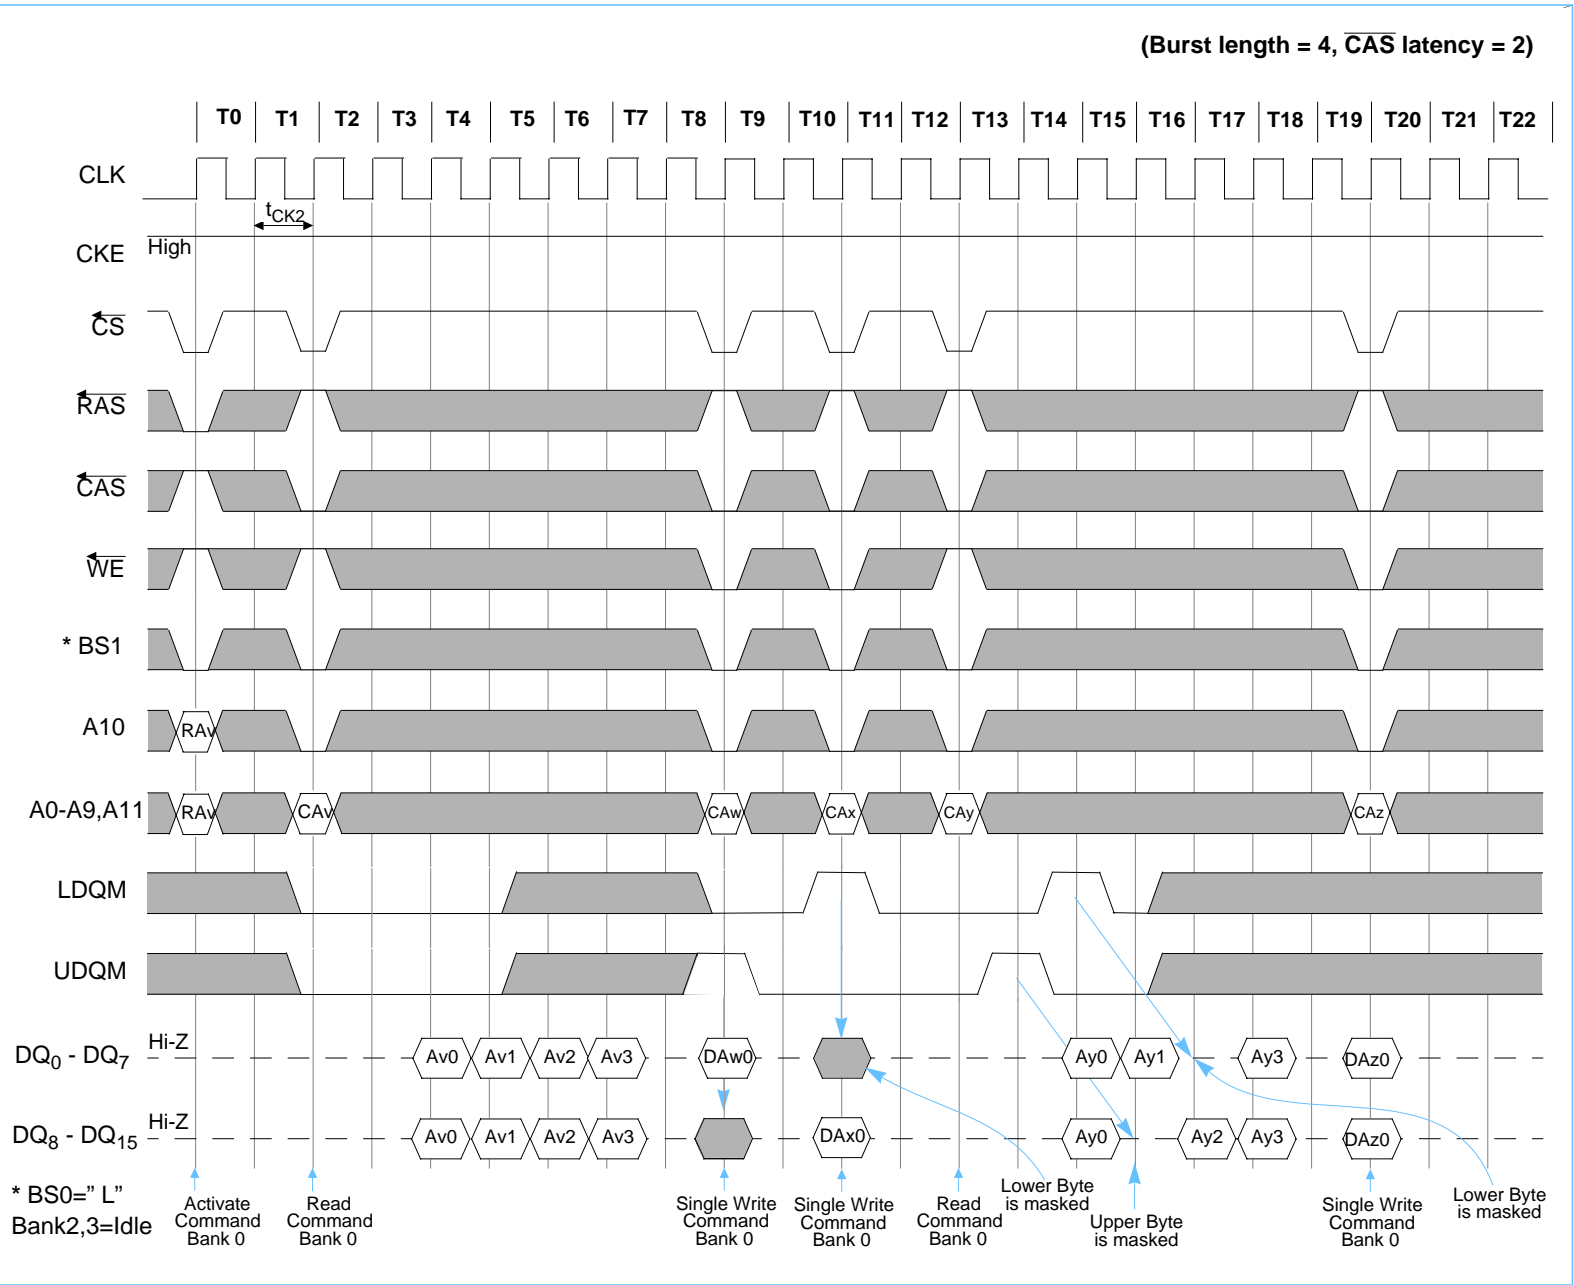 (Burst length = 4, CAS latency = 2)
T0 T1 T2 T3 T4 T5 T6 T7 T8 T9 T10 T11 T12 T13 T14 T15 T16 T17 T18 T19 T20 T21 T22
CLK
tCK2
CKE High
CS
RAS
CAS
WE
* BS1
A10 RAv
A0-A9,A11 RAv CAv CAw CAx CAy CAz
LDQM
UDQM
DQ0 - DQ7 Hi-Z Av0 Av1 Av2 Av3 DAw0 Ay0 Ay1 Ay3 DAz0
DQ8 - DQ15 Hi-Z Av0 Av1 Av2 Av3 DAx0 Ay0 Ay2 Ay3 DAz0
* BS0=” L”
Bank2,3=Idle
Activate
Command
Bank 0
Read
Command
Bank 0
Single Write
Command
Bank 0
Single Write
Command
Bank 0
Read
Command
Bank 0
Lower Byte
is masked
Upper Byte
is masked
Single Write
Command
Bank 0
Lower Byte
is masked